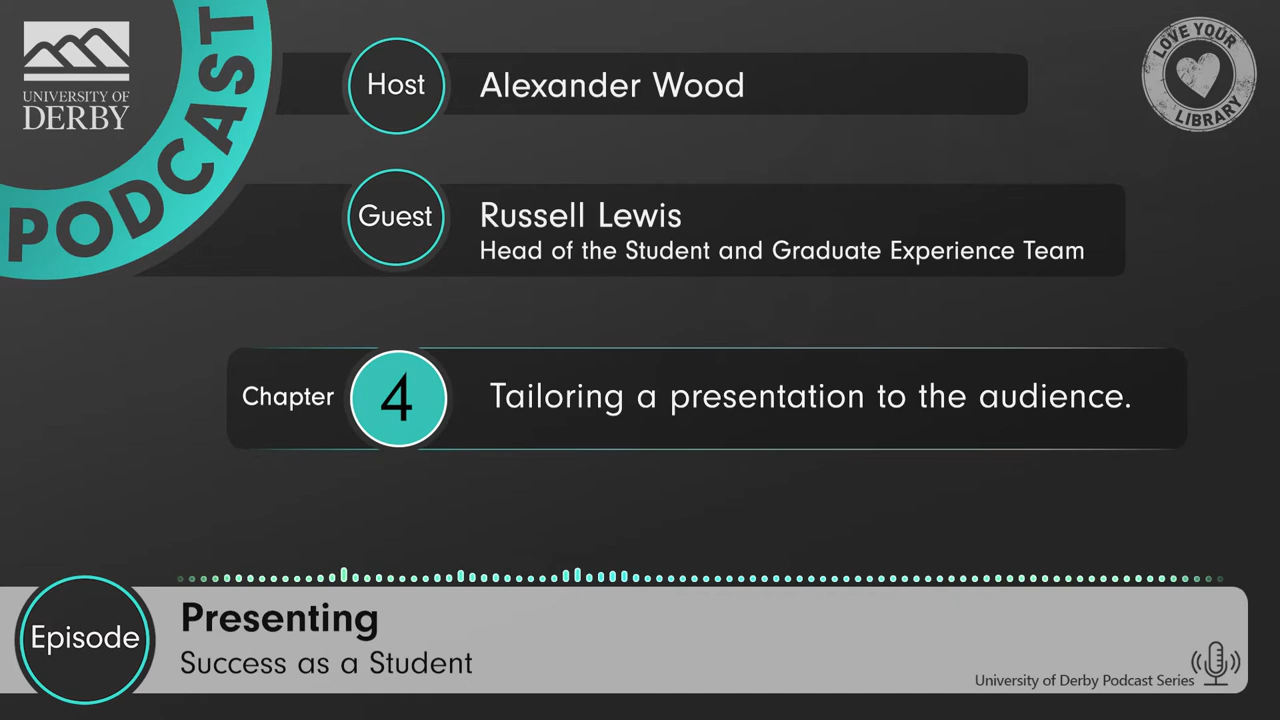 UNIVERSITY OF
DERBY
PODCAST
Host
Alexander Wood
LOVE YOUR
LIBRARY
Guest
Russell Lewis
Head of the Student and Graduate Experience Team
Chapter
4
Tailoring a presentation to the audience.
Episode
Presenting
Success as a Student
University of Derby Podcast Series